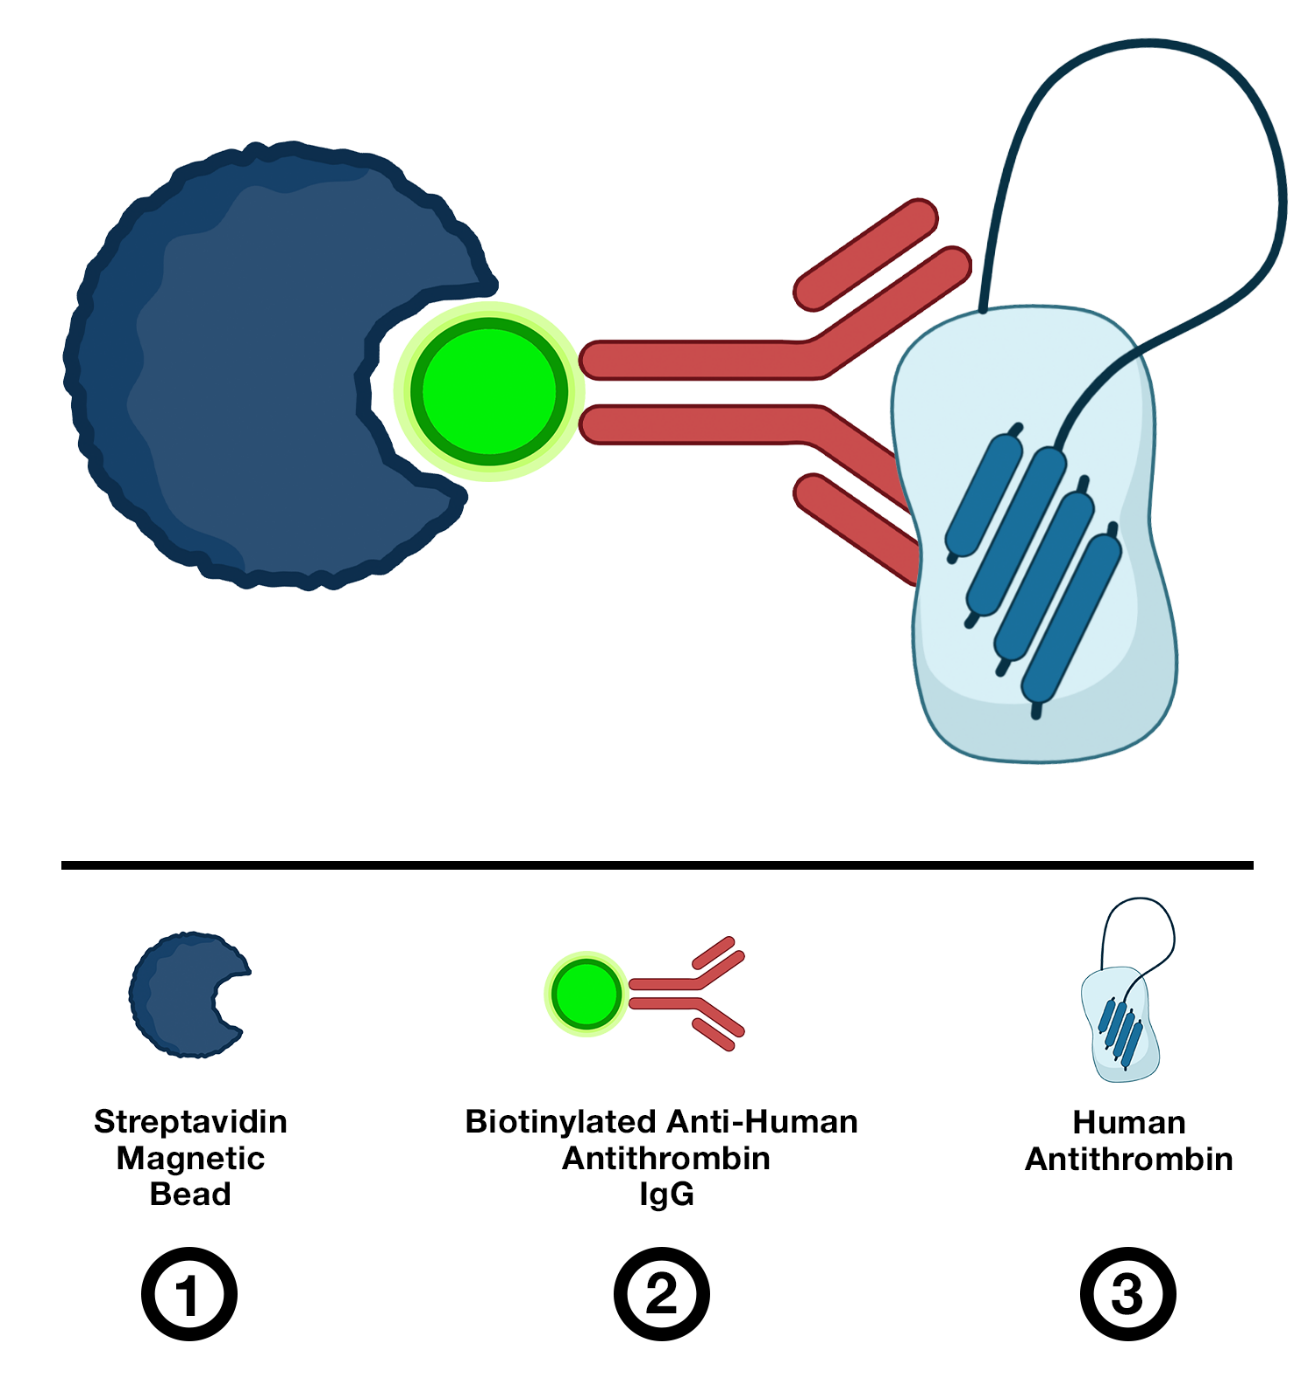 Streptavidin
Magnetic
Bead
Biotinylated Anti-Human
Antithrombin
IgG
Human
Antithrombin
1
2
3